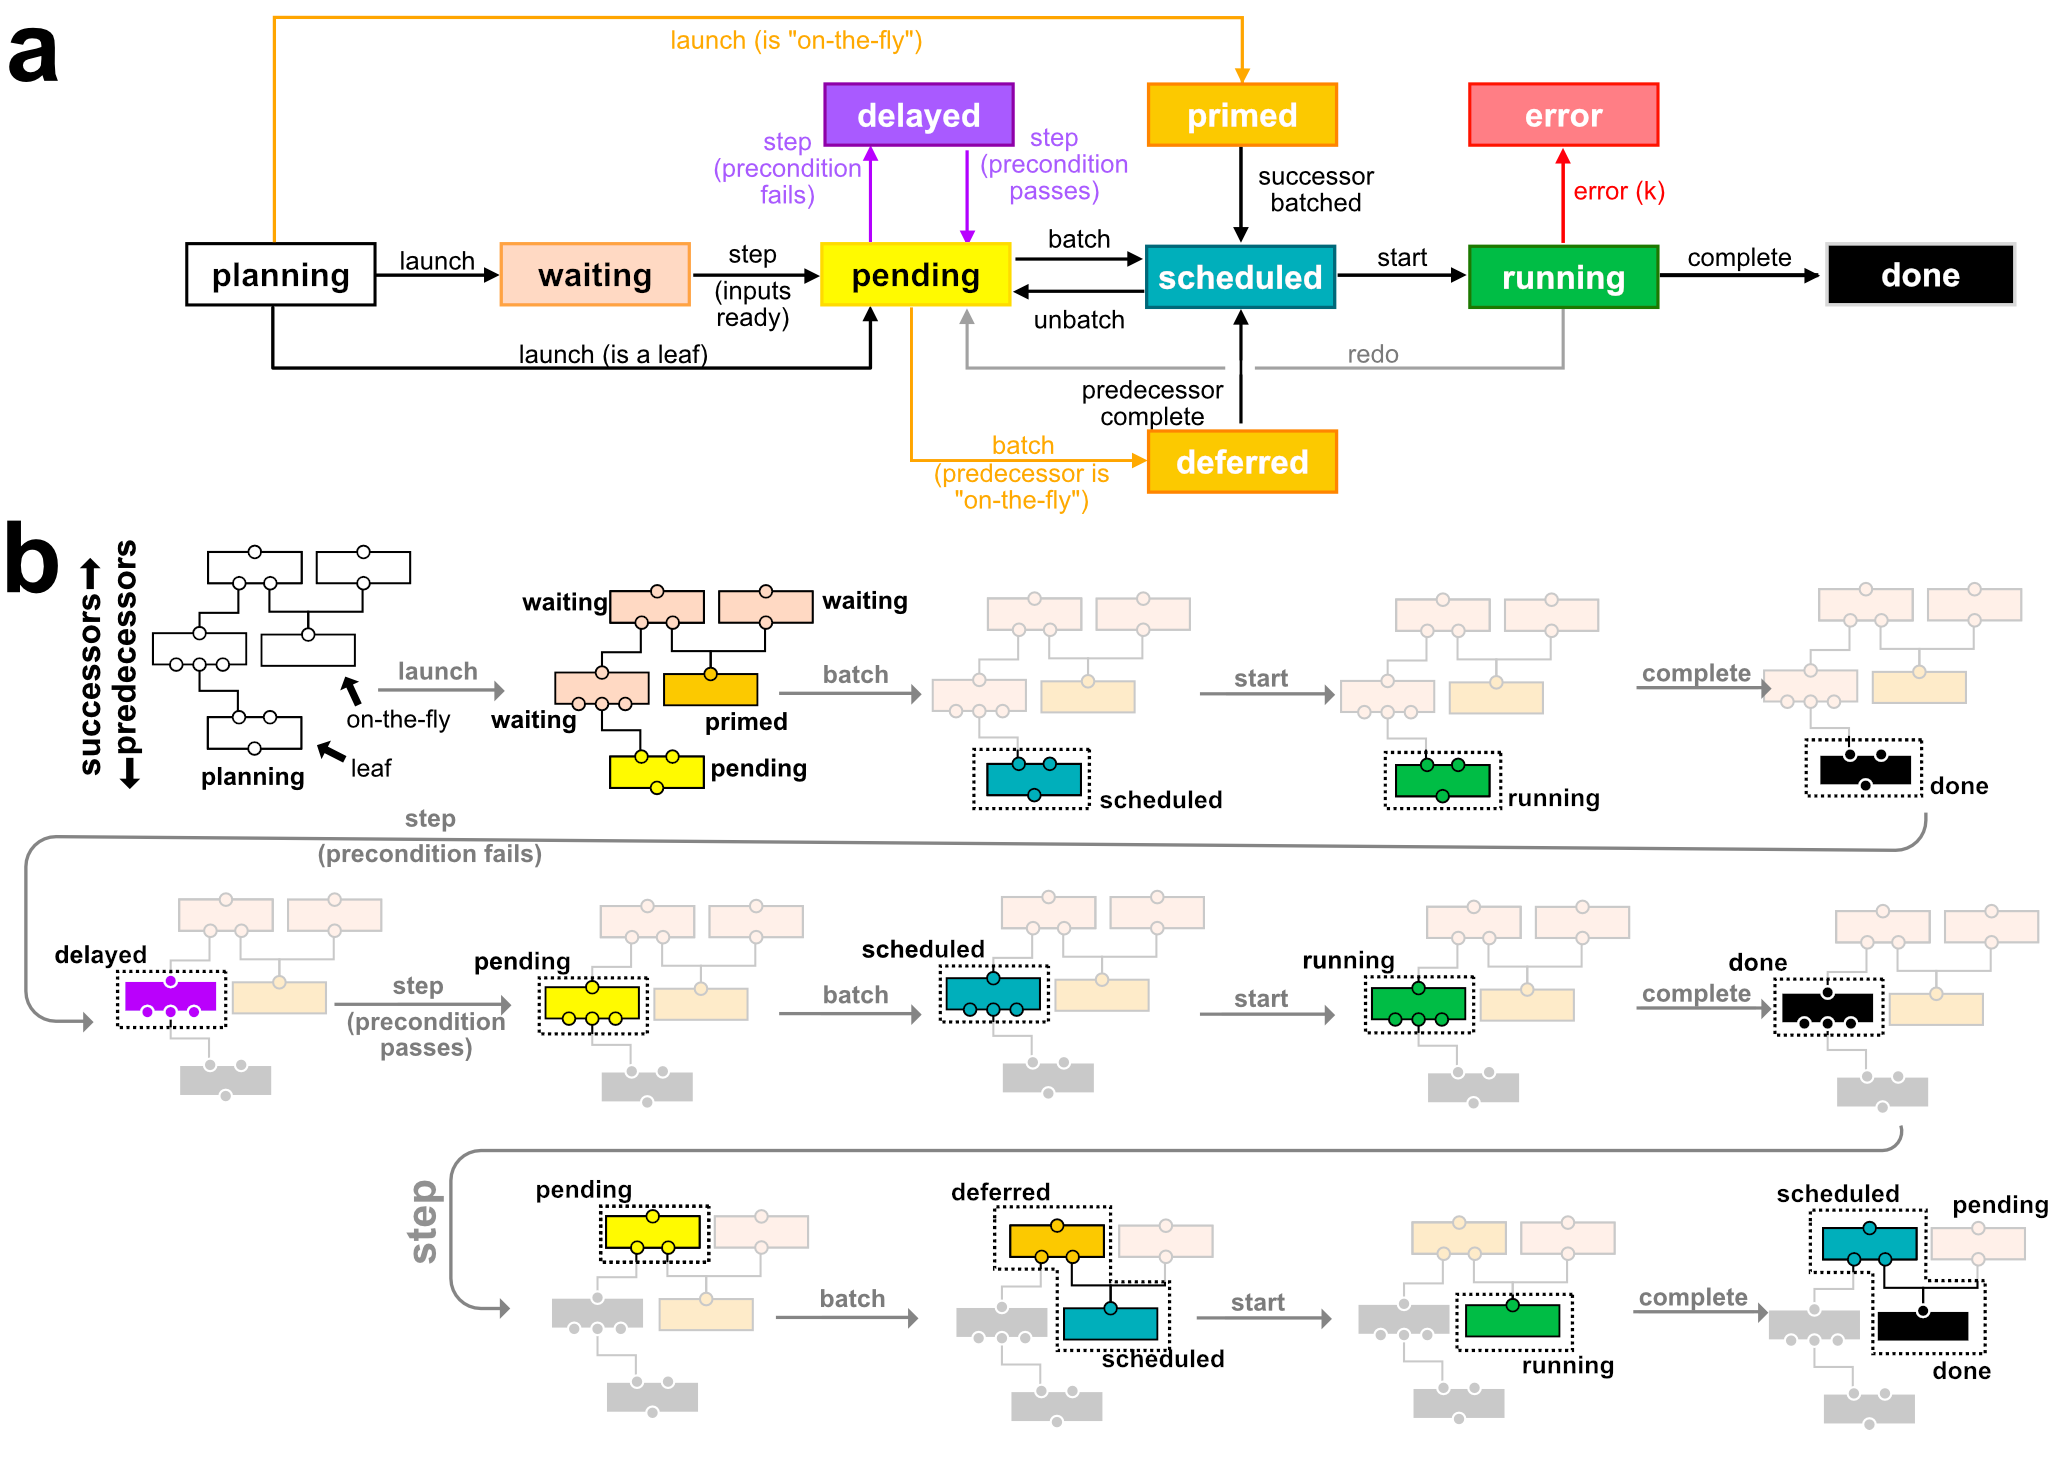 a
launch (is "on-the-fly")
delayed
primed
error
step
(precondition
fails)
step
(precondition
passes)
successor
batched
error (k)
planning
launch
waiting
step
(inputs
ready)
pending
batch
unbatch
scheduled
start
running
complete
done
launch (is a leaf)
redo
predecessor
complete
batch
(predecessor is
"on-the-fly")
deferred
b
successors
predecessors
on-the-fly
leaf
planning
launch
waiting
waiting
waiting
primed
pending
batch
scheduled
start
running
complete
done
step
(precondition fails)
delayed
step
(precondition
passes)
pending
batch
scheduled
start
running
complete
done
step
pending
batch
deferred
scheduled
start
running
complete
scheduled
pending
done